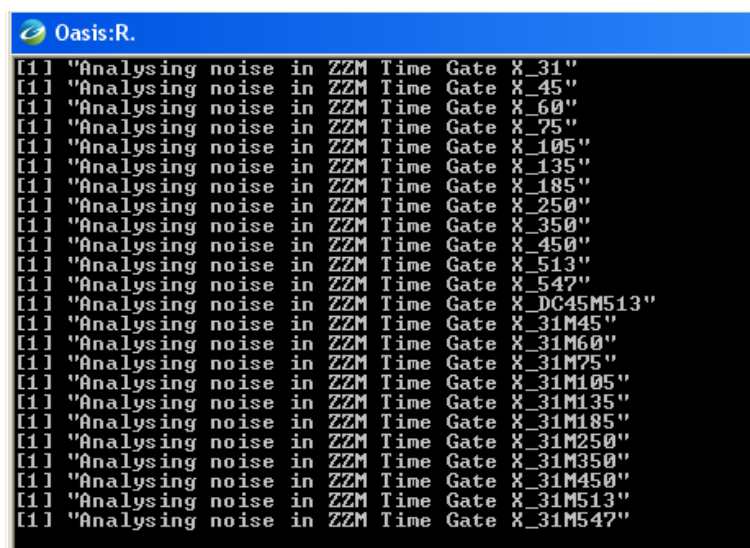 Oasis:R.
[1] "Analysing noise in ZZM Time Gate X_31"
[1] "Analysing noise in ZZM Time Gate X_45"
[1] "Analysing noise in ZZM Time Gate X_60"
[1] "Analysing noise in ZZM Time Gate X_75"
[1] "Analysing noise in ZZM Time Gate X_105"
[1] "Analysing noise in ZZM Time Gate X_135"
[1] "Analysing noise in ZZM Time Gate X_185"
[1] "Analysing noise in ZZM Time Gate X_250"
[1] "Analysing noise in ZZM Time Gate X_350"
[1] "Analysing noise in ZZM Time Gate X_450"
[1] "Analysing noise in ZZM Time Gate X_513"
[1] "Analysing noise in ZZM Time Gate X_547"
[1] "Analysing noise in ZZM Time Gate X_DC45M513"
[1] "Analysing noise in ZZM Time Gate X_31M45"
[1] "Analysing noise in ZZM Time Gate X_31M60"
[1] "Analysing noise in ZZM Time Gate X_31M75"
[1] "Analysing noise in ZZM Time Gate X_31M105"
[1] "Analysing noise in ZZM Time Gate X_31M135"
[1] "Analysing noise in ZZM Time Gate X_31M185"
[1] "Analysing noise in ZZM Time Gate X_31M250"
[1] "Analysing noise in ZZM Time Gate X_31M350"
[1] "Analysing noise in ZZM Time Gate X_31M450"
[1] "Analysing noise in ZZM Time Gate X_31M513"
[1] "Analysing noise in ZZM Time Gate X_31M547"